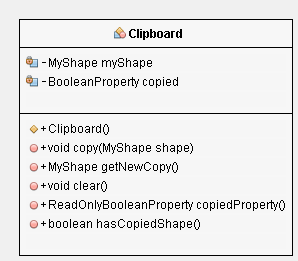 Clipboard
- MyShape myShape
- BooleanProperty copied
+ Clipboard()
+ void copy(MyShape shape)
+ MyShape getNewCopy()
+ void clear()
+ ReadOnlyBooleanProperty copiedProperty()
+ boolean hasCopiedShape()